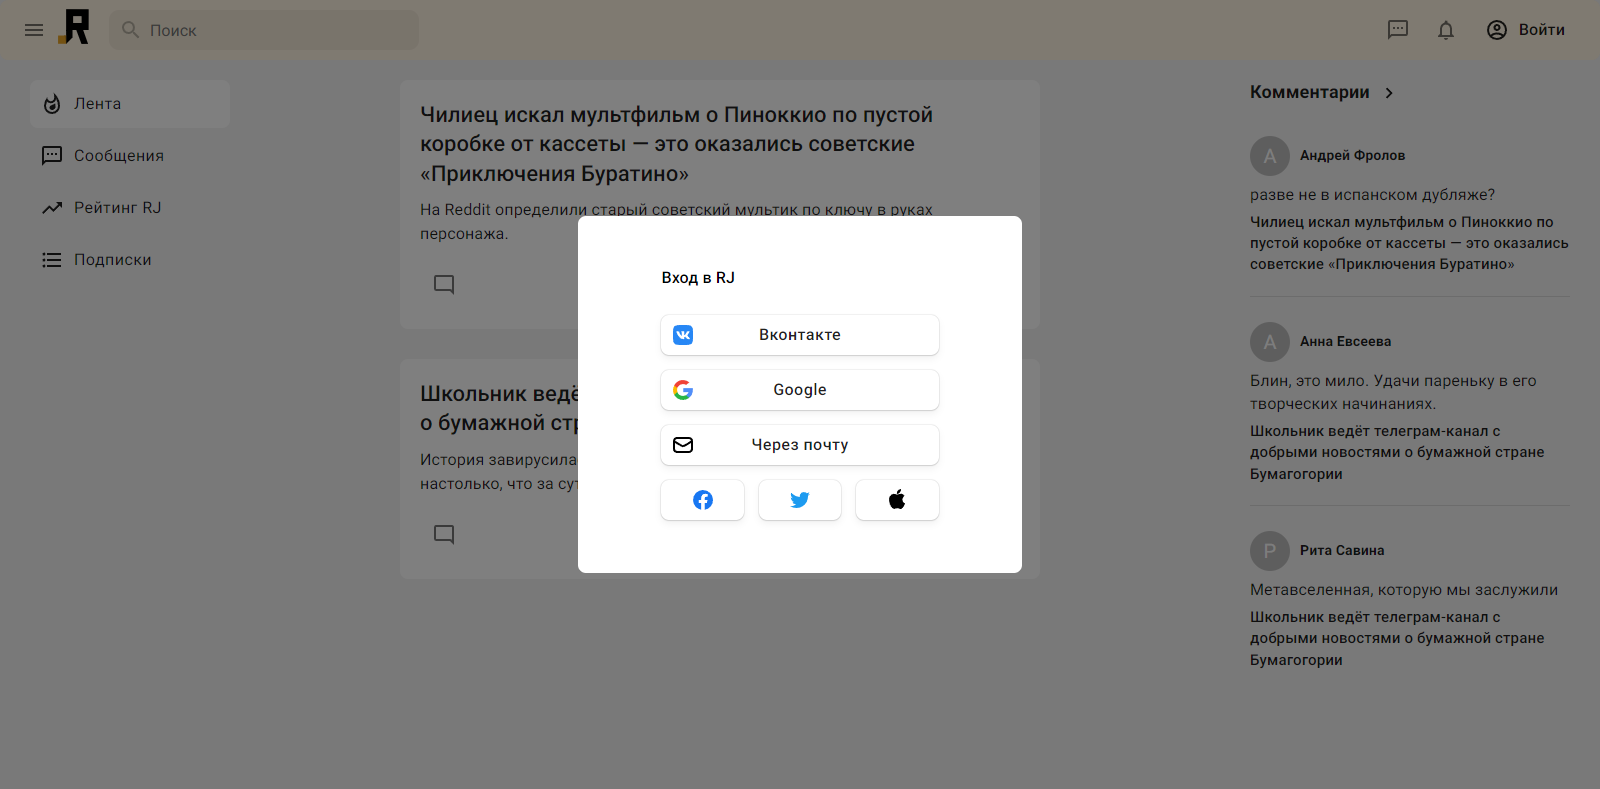 Поиск
Войти
Лента
Сообщения
Рейтинг RJ
Подписки
Чилиец искал мультфильм о Пиноккио по пустой
коробке от кассеты — это оказались советские
«Приключения Буратино»
На Reddit определили старый советский мультик по ключу в руках
персонажа.
Школьник ведё
о бумажной стр
История завирусила
настолько, что за сут
Вход в RJ
Вконтакте
Google
Через почту
Комментарии
А
Андрей Фролов
разве не в испанском дубляже?
Чилиец искал мультфильм о Пиноккио по
пустой коробке от кассеты — это оказались
советские «Приключения Буратино»
А
Анна Евсеева
Блин, это мило. Удачи пареньку в его
творческих начинаниях.
Школьник ведёт телеграм-канал с
добрыми новостями о бумажной стране
Бумагогории
Р
Рита Савина
Метавселенная, которую мы заслужили
Школьник ведёт телеграм-канал с
добрыми новостями о бумажной стране
Бумагогории